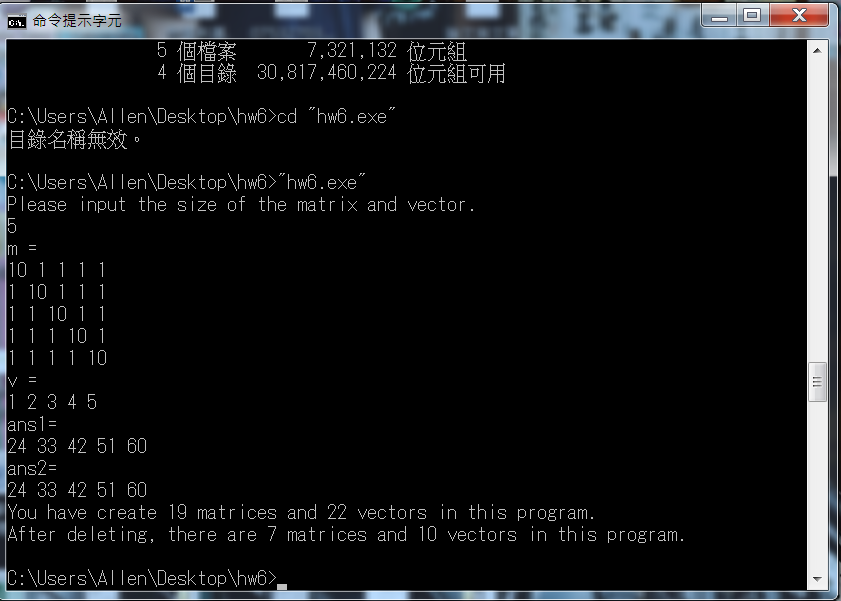 命令提示字元
5 個檔案 7,321,132 位元組
4 個目錄 30,817,460,224 位元組可用
C:\Users\Allen\Desktop\hw6>cd "hw6.exe"
目錄名稱無效。
C:\Users\Allen\Desktop\hw6>"hw6.exe"
Please input the size of the matrix and vector.
5
m =
10 1 1 1 1
1 10 1 1 1
1 1 10 1 1
1 1 1 10 1
1 1 1 1 10
v =
1 2 3 4 5
ans1=
24 33 42 51 60
ans2=
24 33 42 51 60
You have create 19 matrices and 22 vectors in this program.
After deleting, there are 7 matrices and 10 vectors in this program.
C:\Users\Allen\Desktop\hw6>